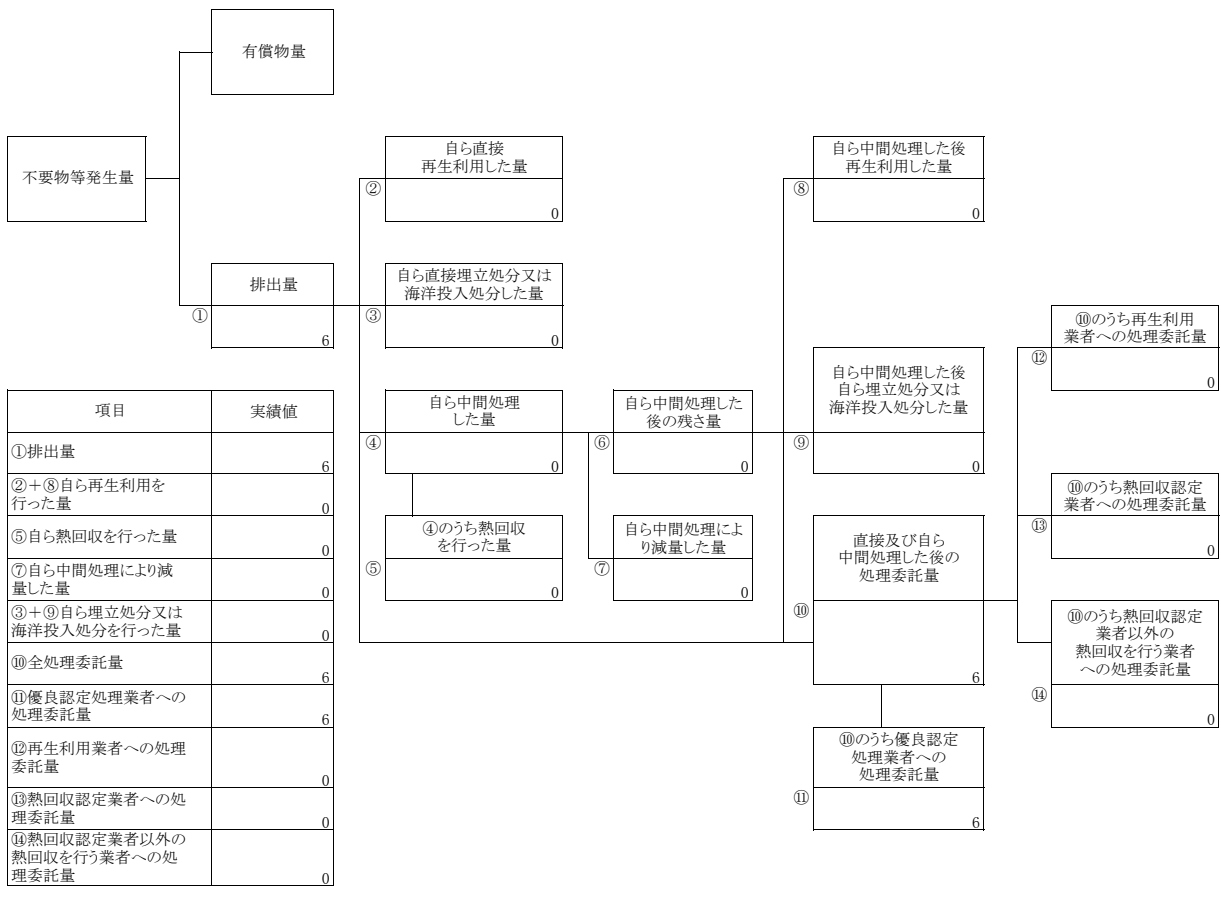 有償物量
不要物等発生量
自ら直接
再生利用した量
②
0
自ら中間処理した後
再生利用した量
⑧
0
排出量
①
6
自ら直接埋立処分又は
海洋投入処分した量
③
0
⑩のうち再生利用
業者への処理委託量
⑫
0
自ら中間処理
した量
④
0
自ら中間処理した
後の残さ量
⑥
0
自ら中間処理した後
自ら埋立処分又は
海洋投入処分した量
⑨
0
⑩のうち熱回収認定
業者への処理委託量
⑬
0
④のうち熱回収
を行った量
⑤
0
自ら中間処理によ
り減量した量
⑦
0
直接及び自ら
中間処理した後の
処理委託量
⑩
6
⑩のうち熱回収認定
業者以外の
熱回収を行う業者
への処理委託量
⑭
0
⑩のうち優良認定
処理業者への
処理委託量
⑪
6
項目 実績値
①排出量
6
②＋⑧自ら再生利用を
行った量
0
⑤自ら熱回収を行った量
0
⑦自ら中間処理により減
量した量
0
③＋⑨自ら埋立処分又は
海洋投入処分を行った量
0
⑩全処理委託量
6
⑪優良認定処理業者への
処理委託量
6
⑫再生利用業者への処理
委託量
0
⑬熱回収認定業者への処
理委託量
0
⑭熱回収認定業者以外の
熱回収を行う業者への処
理委託量
0